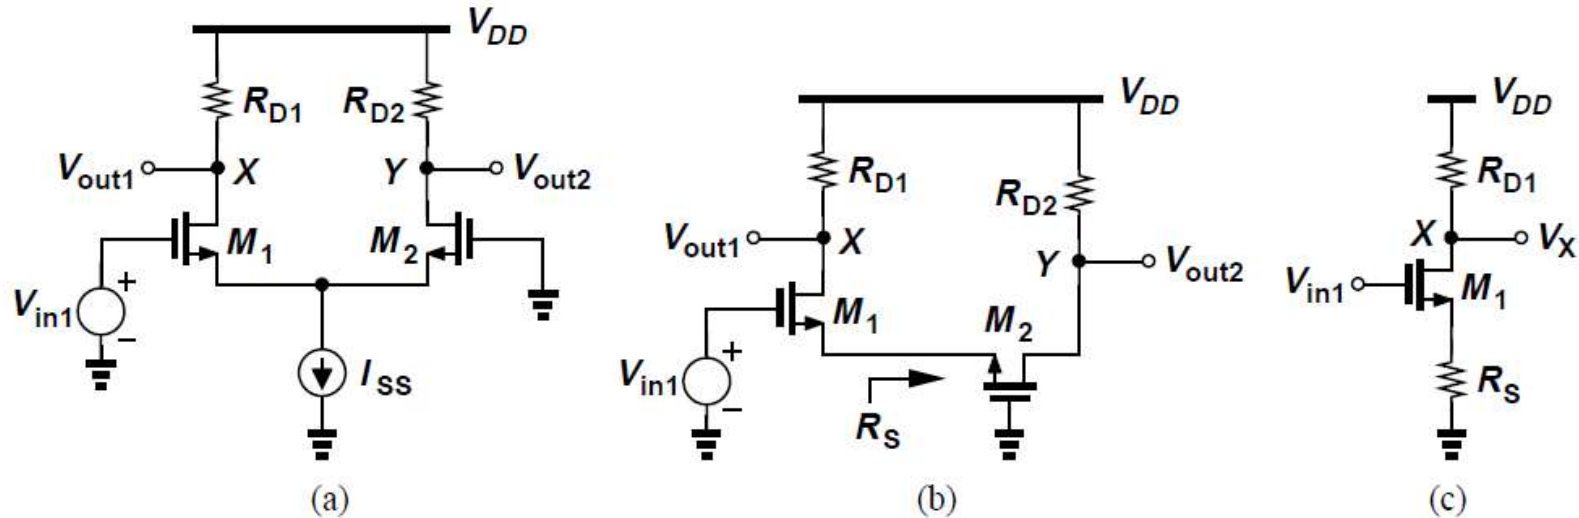 V_DD
R_D1
R_D2
V_out1
X
Y
V_out2
M_1
M_2
V_in1
+
−
I_SS
(a)
V_DD
R_D1
R_D2
V_out1
X
Y
V_out2
M_1
M_2
V_in1
+
−
R_S
(b)
V_DD
R_D1
X
V_X
V_in1
M_1
R_S
(c)